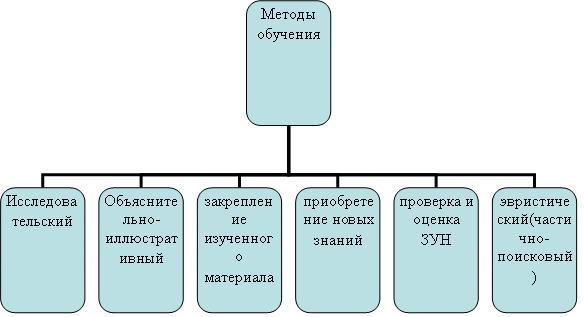 Методы
обучения
Исследова
тельский
Объясните
льно-
иллюстрат
ивный
закреплен
ие
изученног
о
материала
приобрете
ние новых
знаний
проверка и
оценка
ЗУН
эвристиче
ский(части
чно-
поисковый
)